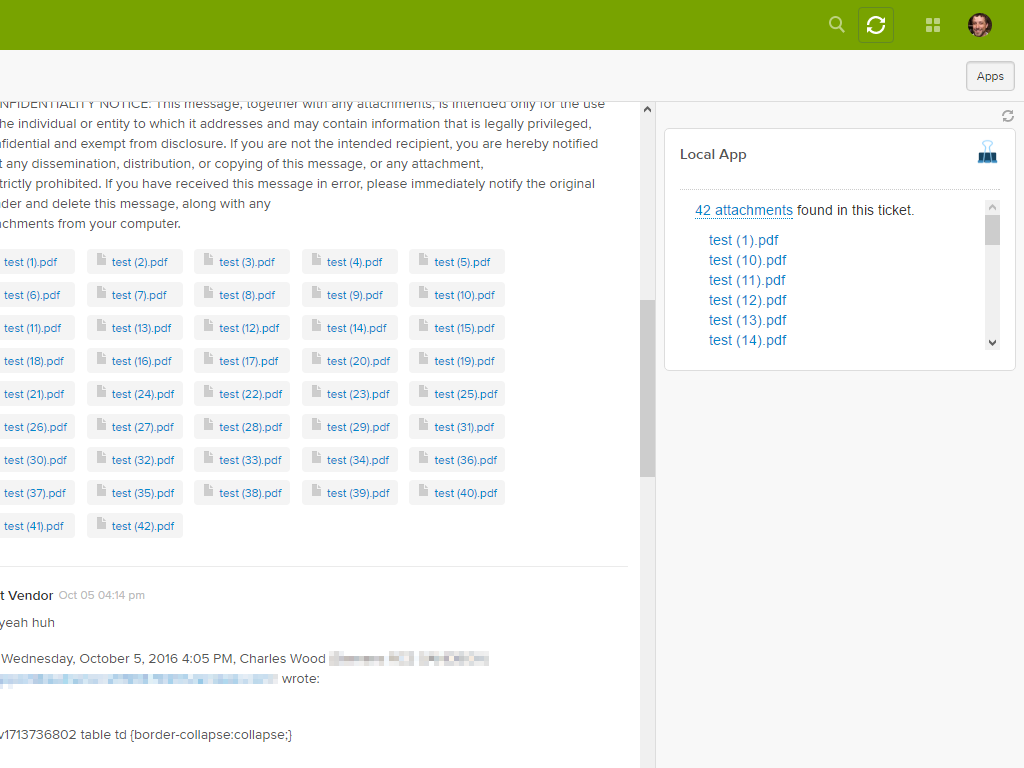 Apps
NFIDENTIALITY NOTICE: This message, together with any attachments, is intended only for the use
he individual or entity to which it addresses and may contain information that is legally privileged,
fidential and exempt from disclosure. If you are not the intended recipient, you are hereby notified
t any dissemination, distribution, or copying of this message, or any attachment,
trictly prohibited. If you have received this message in error, please immediately notify the original
der and delete this message, along with any
achments from your computer.
test (1).pdf test (2).pdf test (3).pdf test (4).pdf test (5).pdf
test (6).pdf test (7).pdf test (8).pdf test (9).pdf test (10).pdf
test (11).pdf test (13).pdf test (12).pdf test (14).pdf test (15).pdf
test (18).pdf test (16).pdf test (17).pdf test (20).pdf test (19).pdf
test (21).pdf test (24).pdf test (22).pdf test (23).pdf test (25).pdf
test (26).pdf test (27).pdf test (28).pdf test (29).pdf test (31).pdf
test (30).pdf test (32).pdf test (33).pdf test (34).pdf test (36).pdf
test (37).pdf test (35).pdf test (38).pdf test (39).pdf test (40).pdf
test (41).pdf test (42).pdf
t Vendor Oct 05 04:14 pm
yeah huh
Wednesday, October 5, 2016 4:05 PM, Charles Wood
wrote:
v1713736802 table td {border-collapse:collapse;}
Local App
42 attachments found in this ticket.
test (1).pdf
test (10).pdf
test (11).pdf
test (12).pdf
test (13).pdf
test (14).pdf